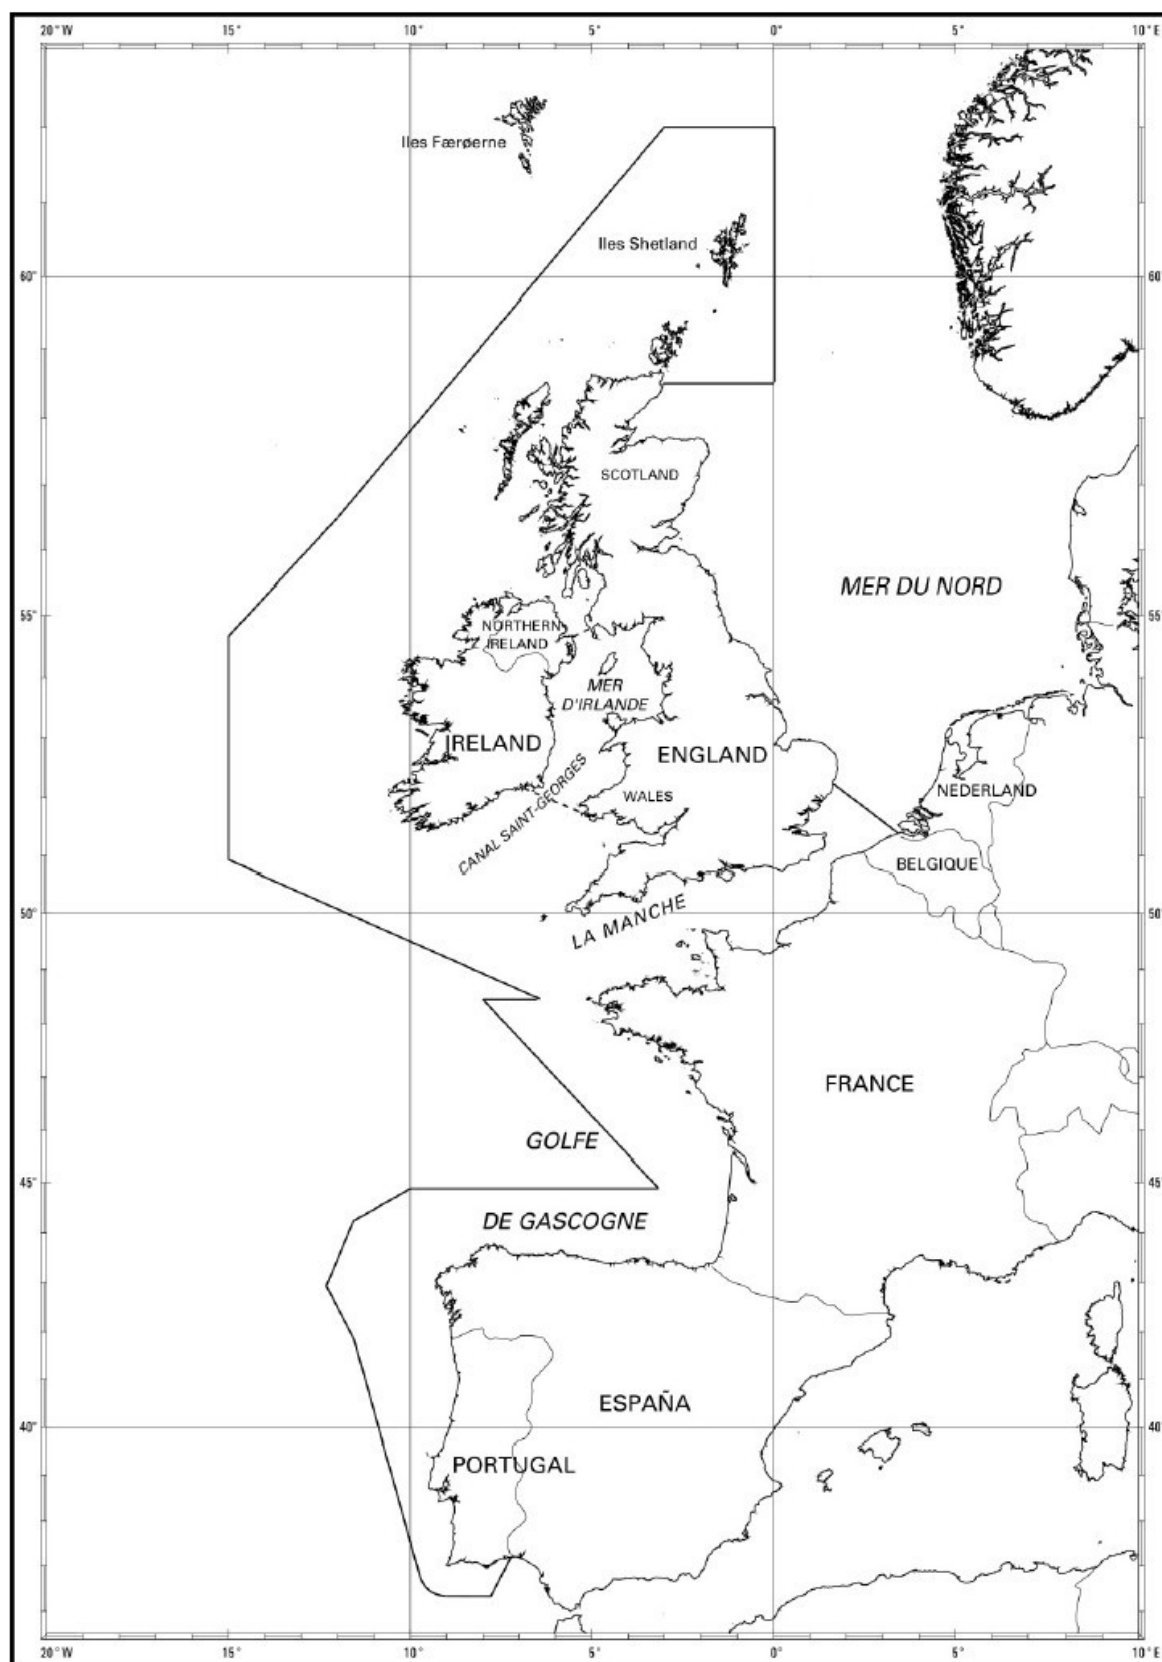 20°W 15° 10° 5° 0° 5° 10°E
Iles Færøerne
Iles Shetland
60° 60°
SCOTLAND
MER DU NORD
55° 55°
NORTHERN
IRELAND
MER
D'IRLANDE
IRELAND
ENGLAND
CANAL SAINT-GEORGES
WALES
NEDERLAND
BELGIQUE
50° 50°
LA MANCHE
FRANCE
GOLFE
45° 45°
DE GASCOGNE
ESPAÑA
40° 40°
PORTUGAL
20°W 15° 10° 5° 0° 5° 10°E